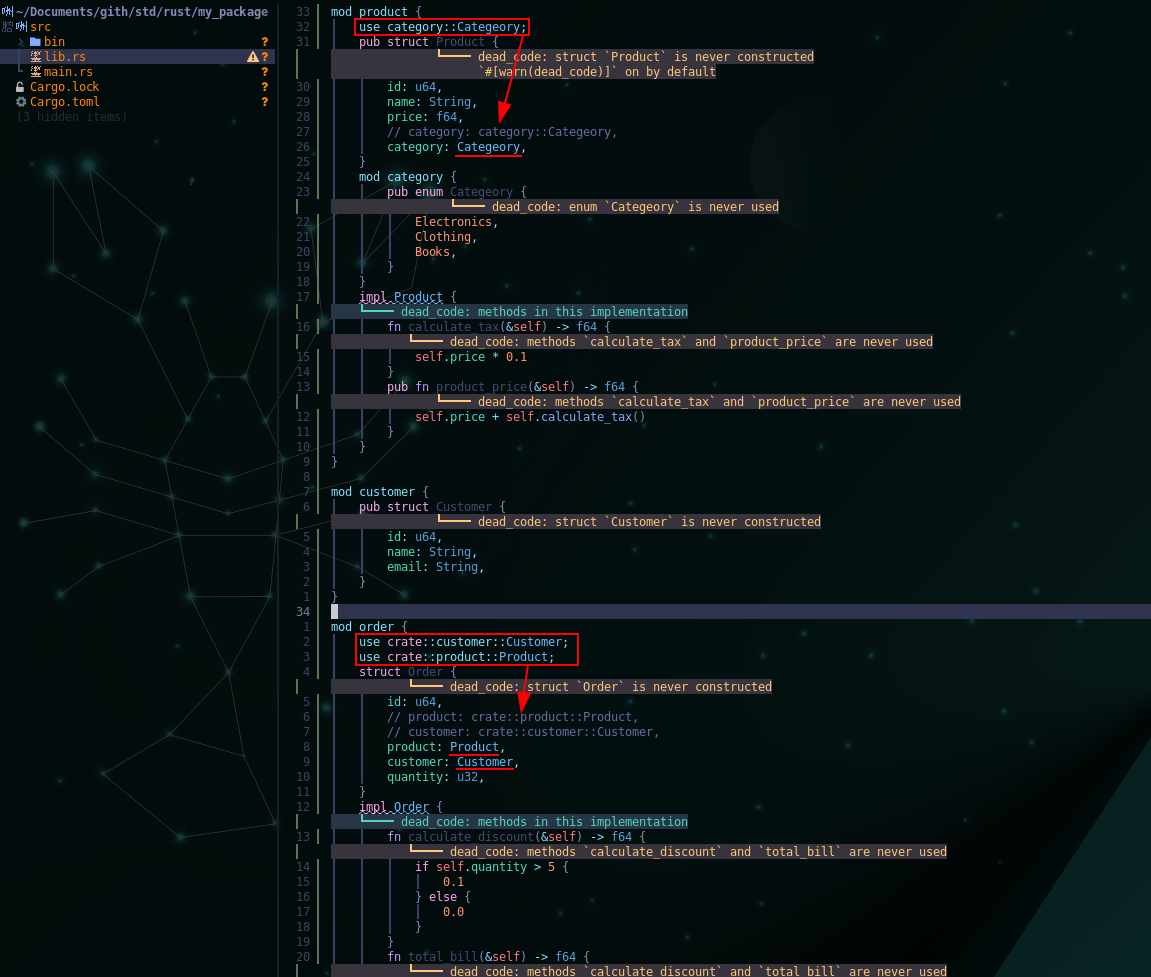 ~/Documents/gith/std/rust/my_package
src
bin ?
lib.rs ?
main.rs ?
Cargo.lock ?
Cargo.toml ?
(3 hidden items)
33 mod product {
32 use category::Categeory;
31 pub struct Product {
dead_code: struct `Product` is never constructed
`#[warn(dead_code)]` on by default
30 id: u64,
29 name: String,
28 price: f64,
27 // category: category::Categeory,
26 category: Categeory,
25 }
24 mod category {
23 pub enum Categeory {
dead_code: enum `Categeory` is never used
22 Electronics,
21 Clothing,
20 Books,
19 }
18 }
17 impl Product {
dead_code: methods in this implementation
16 fn calculate_tax(&self) -> f64 {
dead_code: methods `calculate_tax` and `product_price` are never used
15 self.price * 0.1
14 }
13 pub fn product_price(&self) -> f64 {
dead_code: methods `calculate_tax` and `product_price` are never used
12 self.price + self.calculate_tax()
11 }
10 }
9 }
8
7 mod customer {
6 pub struct Customer {
dead_code: struct `Customer` is never constructed
5 id: u64,
4 name: String,
3 email: String,
2 }
1 }
34
1 mod order {
2 use crate::customer::Customer;
3 use crate::product::Product;
4 struct Order {
dead_code: struct `Order` is never constructed
5 id: u64,
6 // product: crate::product::Product,
7 // customer: crate::customer::Customer,
8 product: Product,
9 customer: Customer,
10 quantity: u32,
11 }
12 impl Order {
dead_code: methods in this implementation
13 fn calculate_discount(&self) -> f64 {
dead_code: methods `calculate_discount` and `total_bill` are never used
14 if self.quantity > 5 {
15 0.1
16 } else {
17 0.0
18 }
19 }
20 fn total_bill(&self) -> f64 {
dead_code: methods `calculate_discount` and `total_bill` are never used